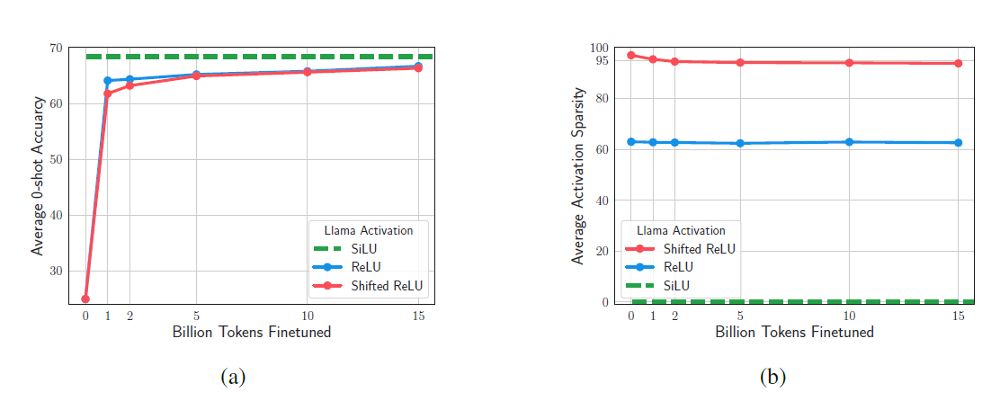 70
60
50
40
30
Average 0-shot Accuarcy
Llama Activation
SiLU
ReLU
Shifted ReLU
0 1 2 5 10 15
Billion Tokens Finetuned
(a)
100
95
80
60
40
20
0
Average Activation Sparsity
Llama Activation
Shifted ReLU
ReLU
SiLU
0 1 2 5 10 15
Billion Tokens Finetuned
(b)